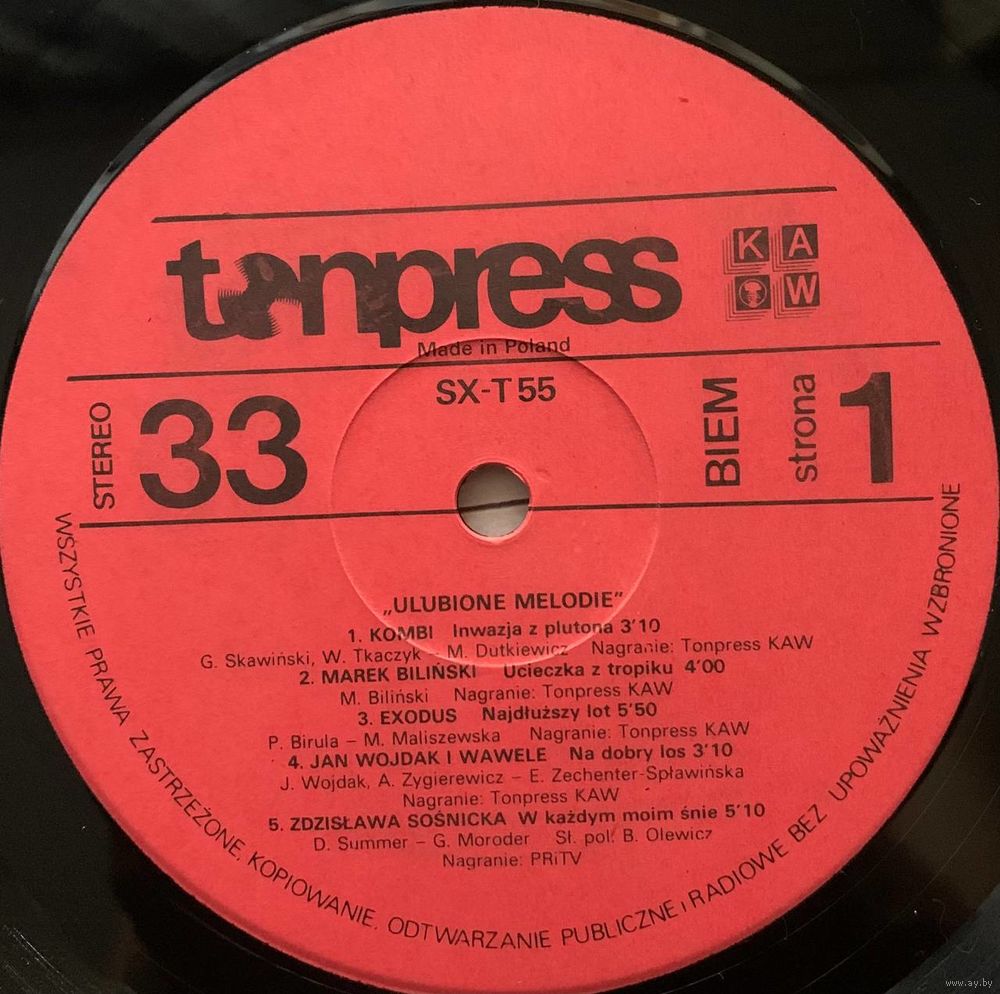 tonpress
K A
W
Made in Poland
STEREO 33
SX-T 55
BIEM
strona 1
„ULUBIONE MELODIE”
1. KOMBI Inwazja z plutona 3'10
G. Skawiński, W. Tkaczyk – M. Dutkiewicz Nagranie: Tonpress KAW
2. MAREK BILIŃSKI Ucieczka z tropiku 4'00
M. Biliński Nagranie: Tonpress KAW
3. EXODUS Najdłuższy lot 5'50
P. Birula – M. Maliszewska Nagranie: Tonpress KAW
4. JAN WOJDAK I WAWELE Na dobry los 3'10
J. Wojdak, A. Zygierewicz – E. Zechenter-Spławińska
Nagranie: Tonpress KAW
5. ZDZISŁAWA SOŚNICKA W każdym moim śnie 5'10
D. Summer – G. Moroder Sł. pol. B. Olewicz
Nagranie: PRiTV
WSZYSTKIE PRAWA ZASTRZEŻONE, KOPIOWANIE, ODTWARZANIE PUBLICZNE i RADIOWE BEZ UPOWAŻNIENIA WZBRONIONE
www.ay.by